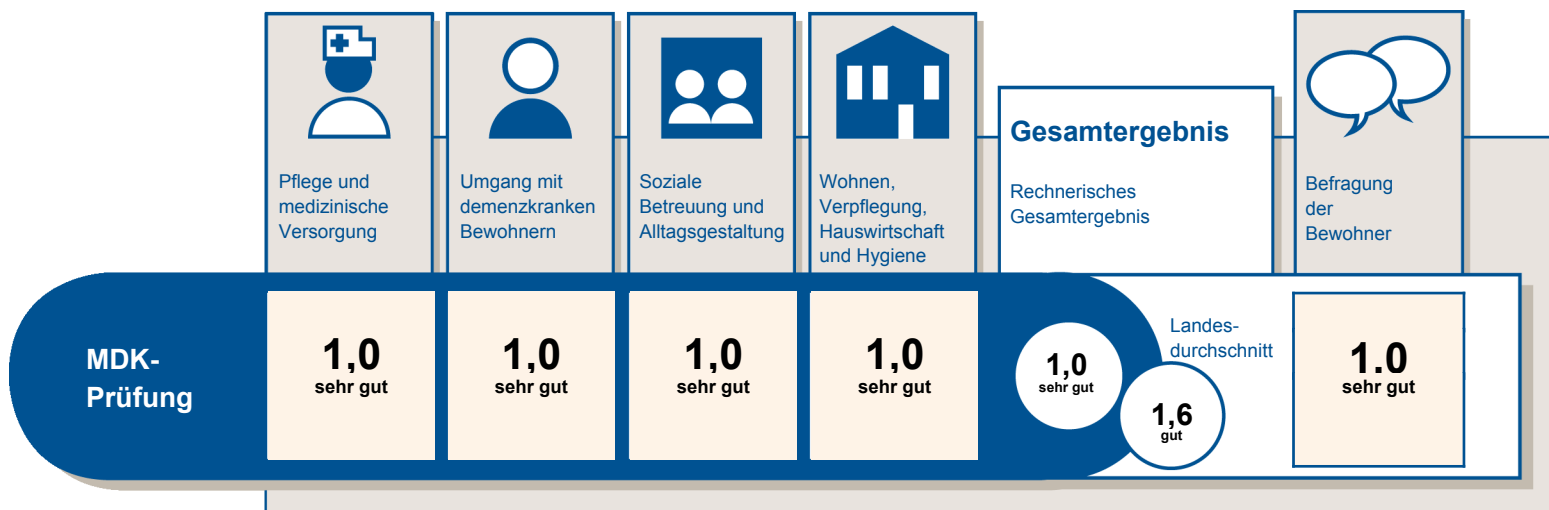 Pflege und
medizinische
Versorgung
Umgang mit
demenzkranken
Bewohnern
Soziale
Betreuung und
Alltagsgestaltung
Wohnen,
Verpflegung,
Hauswirtschaft
und Hygiene
Gesamtergebnis
Rechnerisches
Gesamtergebnis
Befragung
der
Bewohner
MDK-
Prüfung
1,0
sehr gut
1,0
sehr gut
1,0
sehr gut
1,0
sehr gut
1,0
sehr gut
Landes-
durchschnitt
1,6
gut
1.0
sehr gut